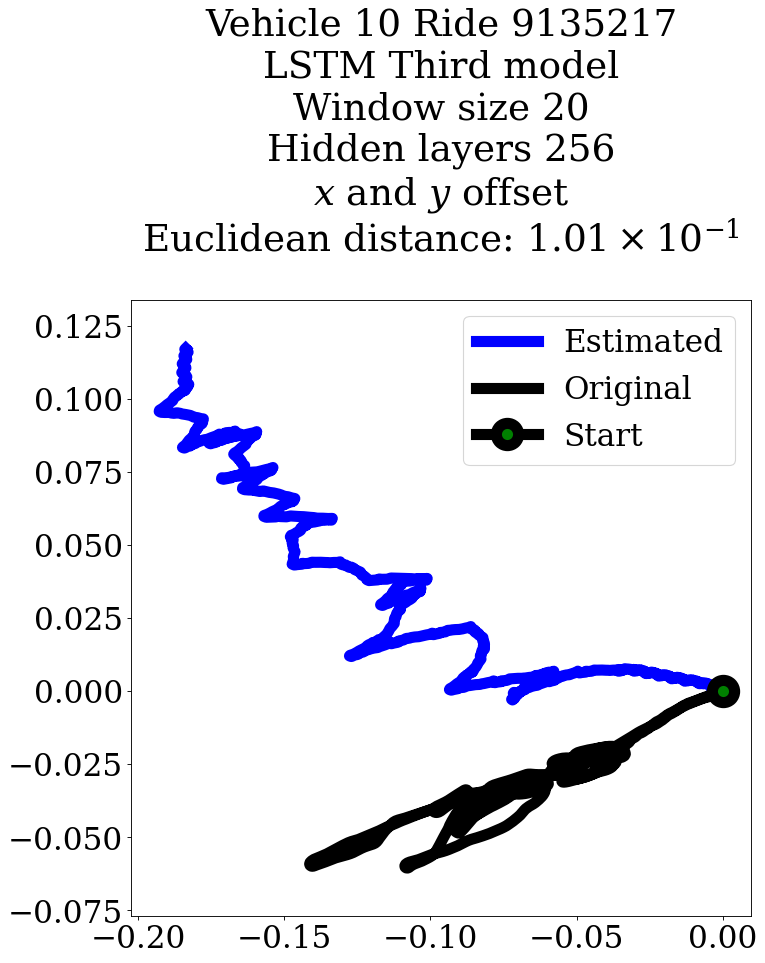 Vehicle 10 Ride 9135217
LSTM Third model
Window size 20
Hidden layers 256
x and y offset
Euclidean distance: 1.01 × 10⁻¹
Estimated
Original
Start
0.125
0.100
0.075
0.050
0.025
0.000
−0.025
−0.050
−0.075
−0.20 −0.15 −0.10 −0.05 0.00